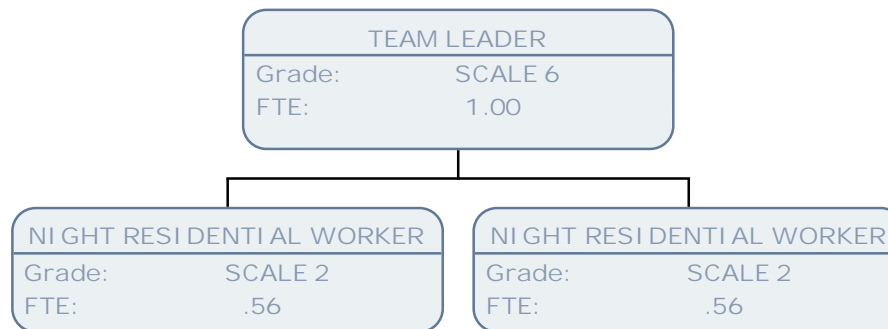 TEAM LEADER
Grade: SCALE 6
FTE: 1.00
NIGHT RESIDENTIAL WORKER
Grade: SCALE 2
FTE: .56
NIGHT RESIDENTIAL WORKER
Grade: SCALE 2
FTE: .56